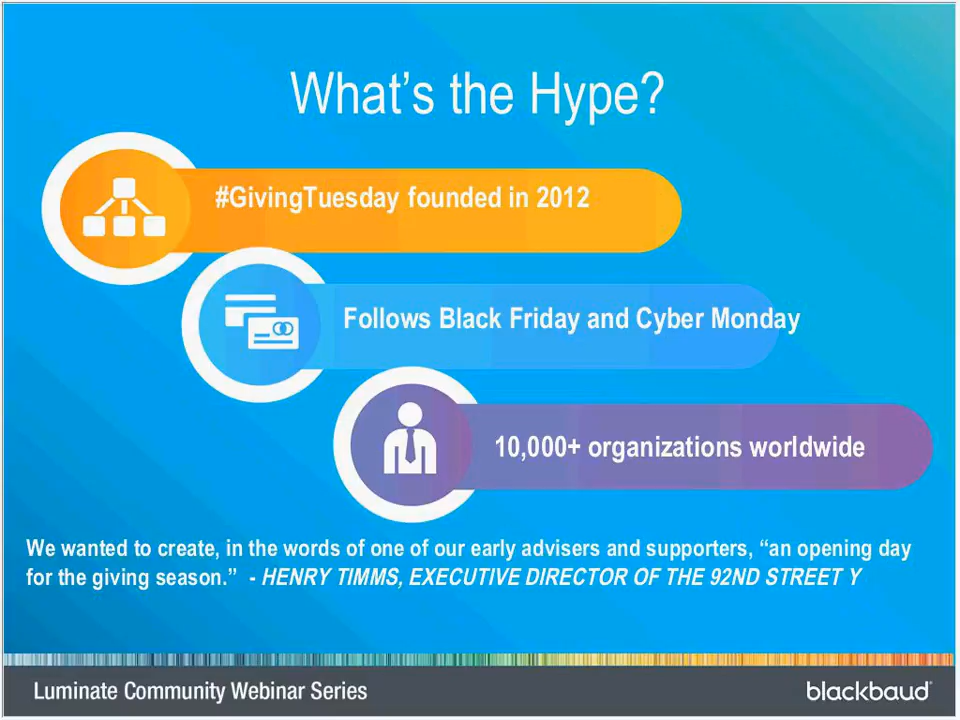 What’s the Hype?
#GivingTuesday founded in 2012
Follows Black Friday and Cyber Monday
10,000+ organizations worldwide
We wanted to create, in the words of one of our early advisers and supporters, “an opening day
for the giving season.” - HENRY TIMMS, EXECUTIVE DIRECTOR OF THE 92ND STREET Y
Luminate Community Webinar Series
blackbaud®